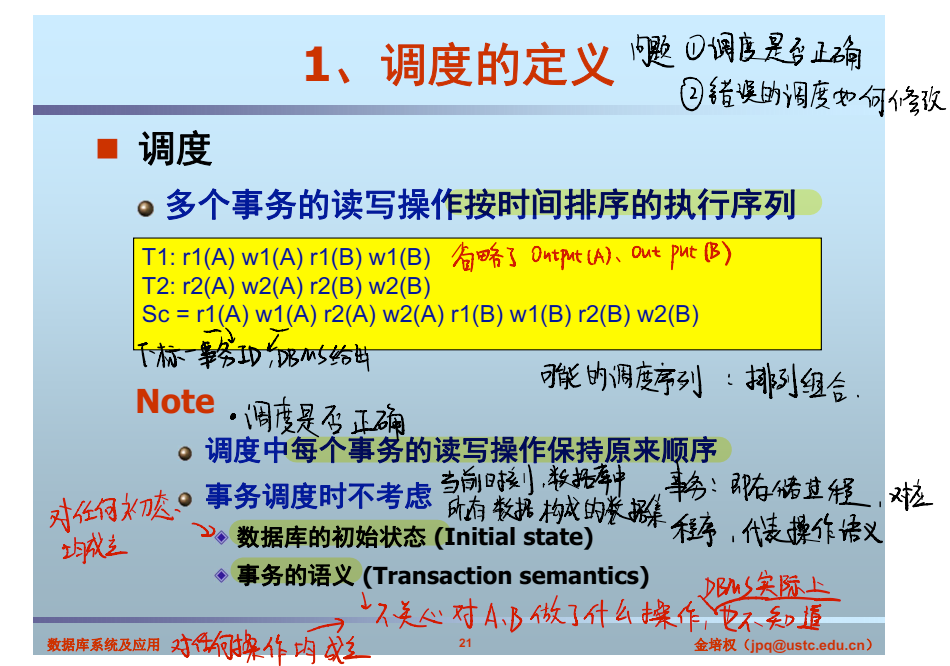 1、调度的定义
问题 ①调度是否正确
②错误的调度如何修改
调度
多个事务的读写操作按时间排序的执行序列
T1: r1(A) w1(A) r1(B) w1(B)
省略了 Output(A)、Output(B)
T2: r2(A) w2(A) r2(B) w2(B)
Sc = r1(A) w1(A) r2(A) w2(A) r1(B) w1(B) r2(B) w2(B)
下标—事务ID,DBMS给出
可能的调度序列 : 排列组合.
Note
·调度是否正确
调度中每个事务的读写操作保持原来顺序
事务调度时不考虑
当前时刻,数据库中
所有数据构成的数据集
事务: 即存储过程,对应
程序,代表操作语义
对任何初态
均成立
数据库的初始状态 (Initial state)
事务的语义 (Transaction semantics)
不关心对A、B做了什么操作,
DBMS实际上
也不知道
对任何操作均成立
数据库系统及应用
21
金培权（jpq@ustc.edu.cn）